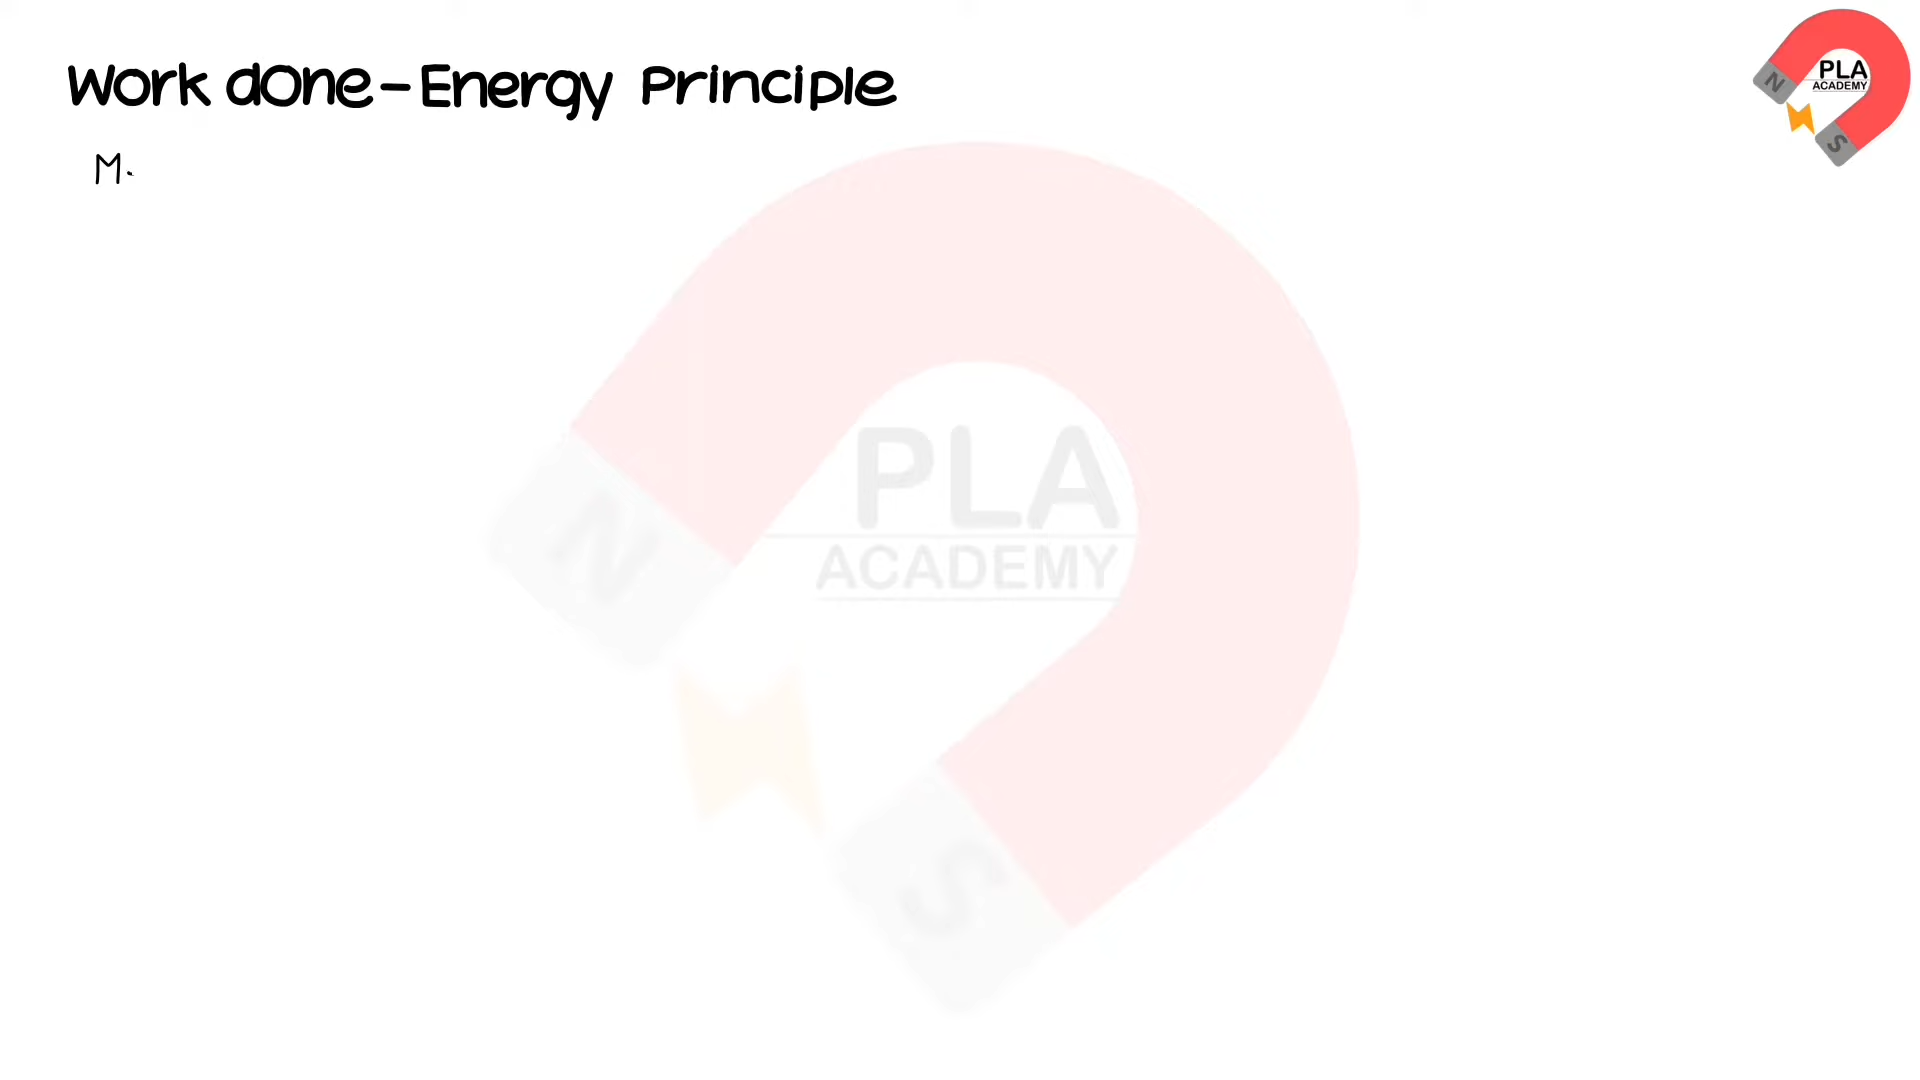 Work done - Energy Principle
M.
PLA
ACADEMY
N
S
PLA
ACADEMY
N
S